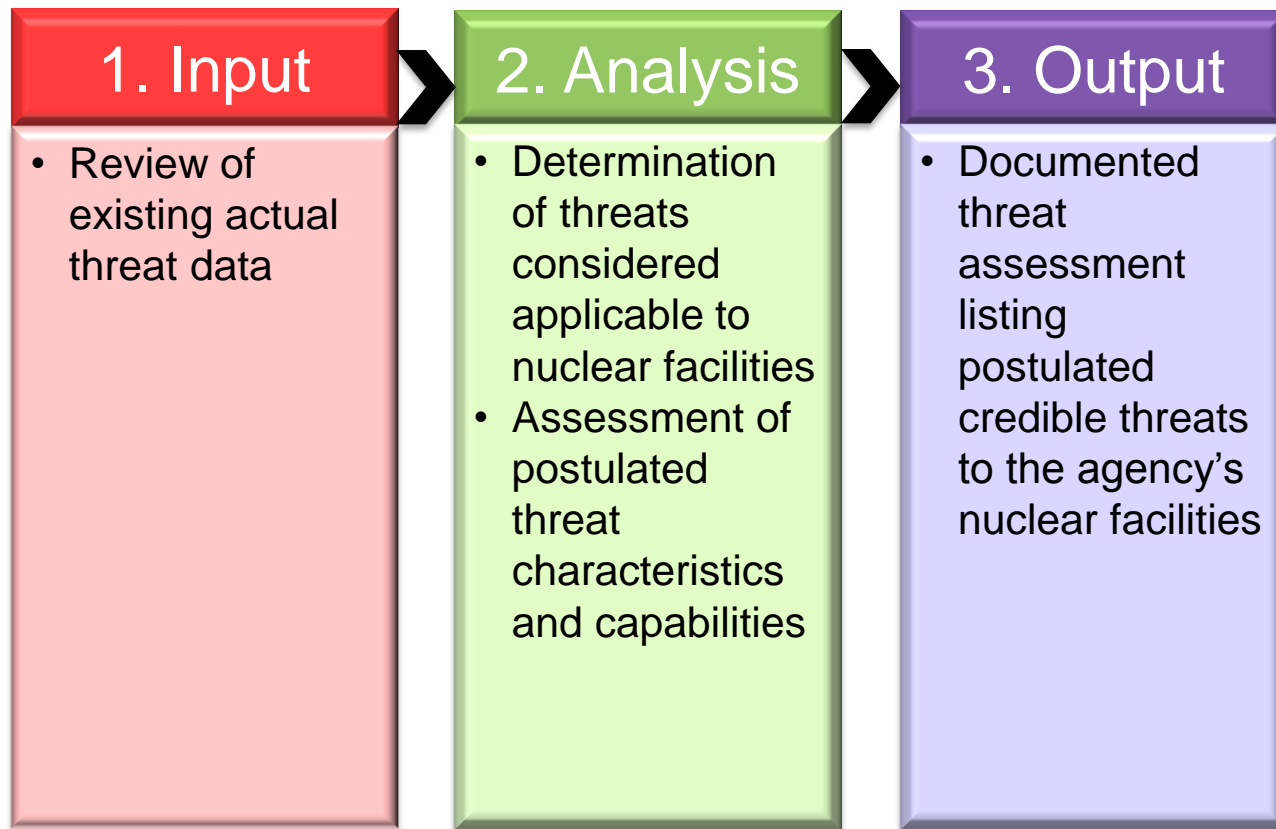 1. Input
• Review of
existing actual
threat data
2. Analysis
• Determination
of threats
considered
applicable to
nuclear facilities
• Assessment of
postulated
threat
characteristics
and capabilities
3. Output
• Documented
threat
assessment
listing
postulated
credible threats
to the agency’s
nuclear facilities